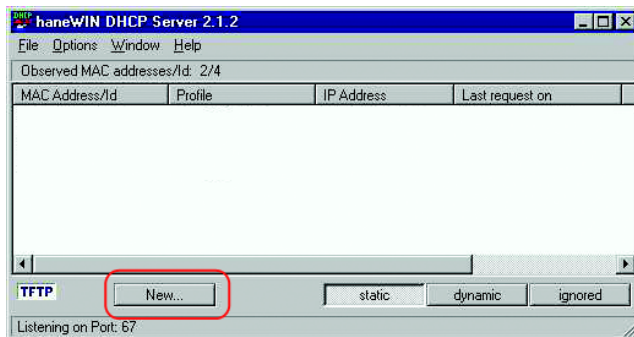 DHCP haneWIN DHCP Server 2.1.2
File Options Window Help
Observed MAC addresses/Id: 2/4
MAC Address/Id Profile IP Address Last request on
TFTP New... static dynamic ignored
Listening on Port: 67